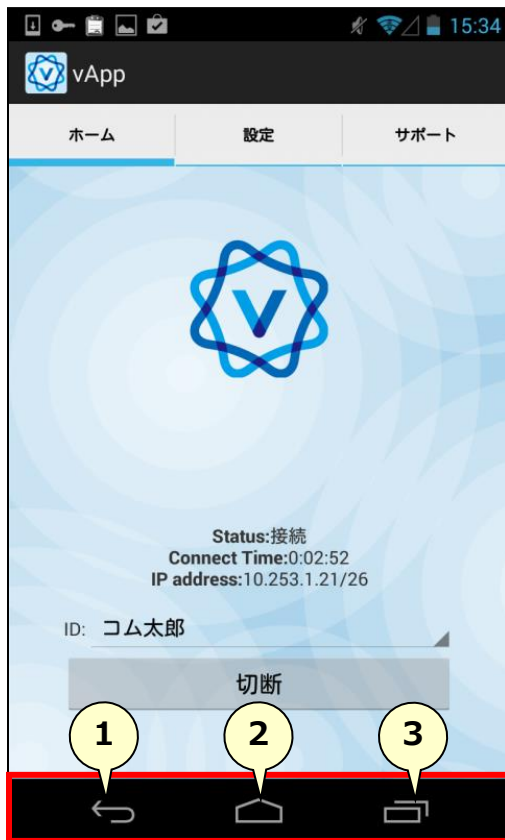 15:34
vApp
ホーム 設定 サポート
Status:接続
Connect Time:0:02:52
IP address:10.253.1.21/26
ID: コム太郎
切断
1 2 3